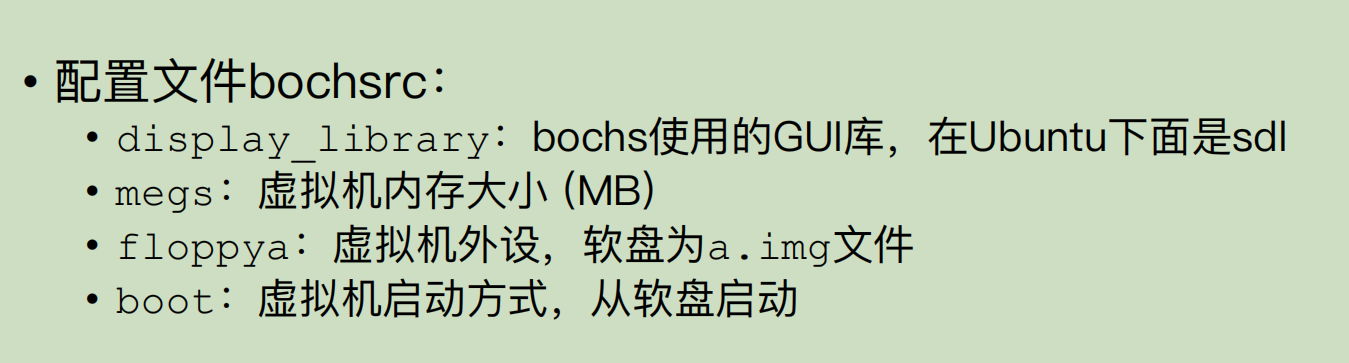 • 配置文件bochsrc：
• display_library：bochs使用的GUI库，在Ubuntu下面是sdl
• megs：虚拟机内存大小 (MB)
• floppya：虚拟机外设，软盘为a.img文件
• boot：虚拟机启动方式，从软盘启动